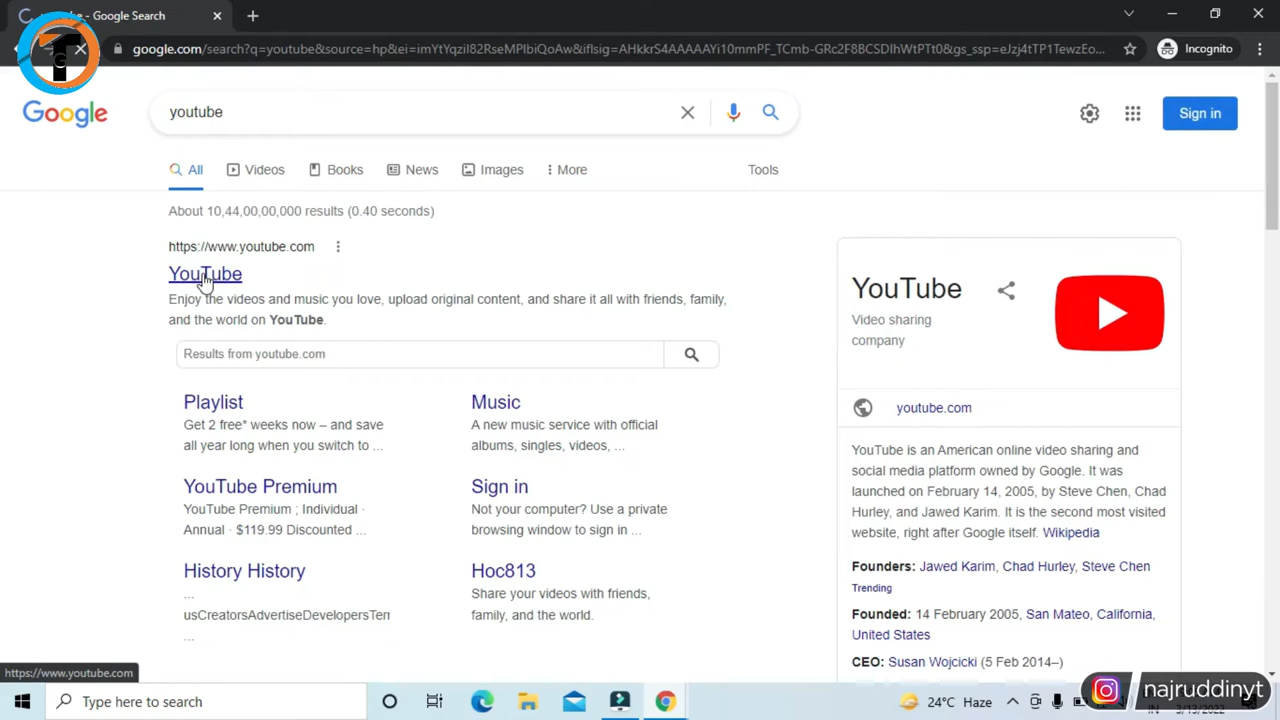 - Google Search
google.com/search?q=youtube&source=hp&ei=imYtYqziI82RseMPIbiQoAw&iflsig=AHkkrS4AAAAAYi10mmPF_TCmb-GRc2F8BCSDIhWtPTt0&gs_ssp=eJzj4tTP1TewzEo...
Incognito
T
G
Google
youtube
Sign in
All
Videos
Books
News
Images
More
Tools
About 10,44,00,00,000 results (0.40 seconds)
https://www.youtube.com
YouTube
Enjoy the videos and music you love, upload original content, and share it all with friends, family,
and the world on YouTube.
Results from youtube.com
Playlist
Get 2 free* weeks now – and save
all year long when you switch to ...
Music
A new music service with official
albums, singles, videos, ...
YouTube Premium
YouTube Premium ; Individual ·
Annual · $119.99 Discounted ...
Sign in
Not your computer? Use a private
browsing window to sign in ...
History History
...
usCreatorsAdvertiseDevelopersTerr
...
Hoc813
Share your videos with friends,
family, and the world.
YouTube
Video sharing
company
youtube.com
YouTube is an American online video sharing and
social media platform owned by Google. It was
launched on February 14, 2005, by Steve Chen, Chad
Hurley, and Jawed Karim. It is the second most visited
website, right after Google itself. Wikipedia
Founders: Jawed Karim, Chad Hurley, Steve Chen
Trending
Founded: 14 February 2005, San Mateo, California,
United States
CEO: Susan Wojcicki (5 Feb 2014–)
https://www.youtube.com
Type here to search
24°C Haze
IN
3/13/2022
najruddinyt